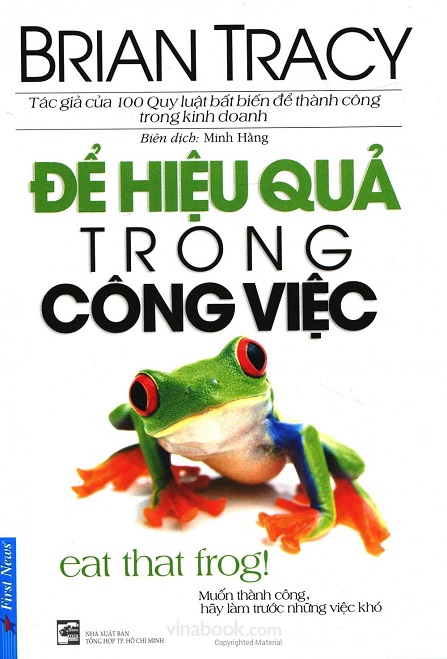 BRIAN TRACY
Tác giả của 100 Quy luật bất biến để thành công
trong kinh doanh
Biên dịch: Minh Hằng
ĐỂ HIỆU QUẢ
TRONG
CÔNG VIỆC
eat that frog!
Muốn thành công,
hãy làm trước những việc khó
First News
NHÀ XUẤT BẢN
TỔNG HỢP TP. HỒ CHÍ MINH
vinabook.com
Copyrighted Material